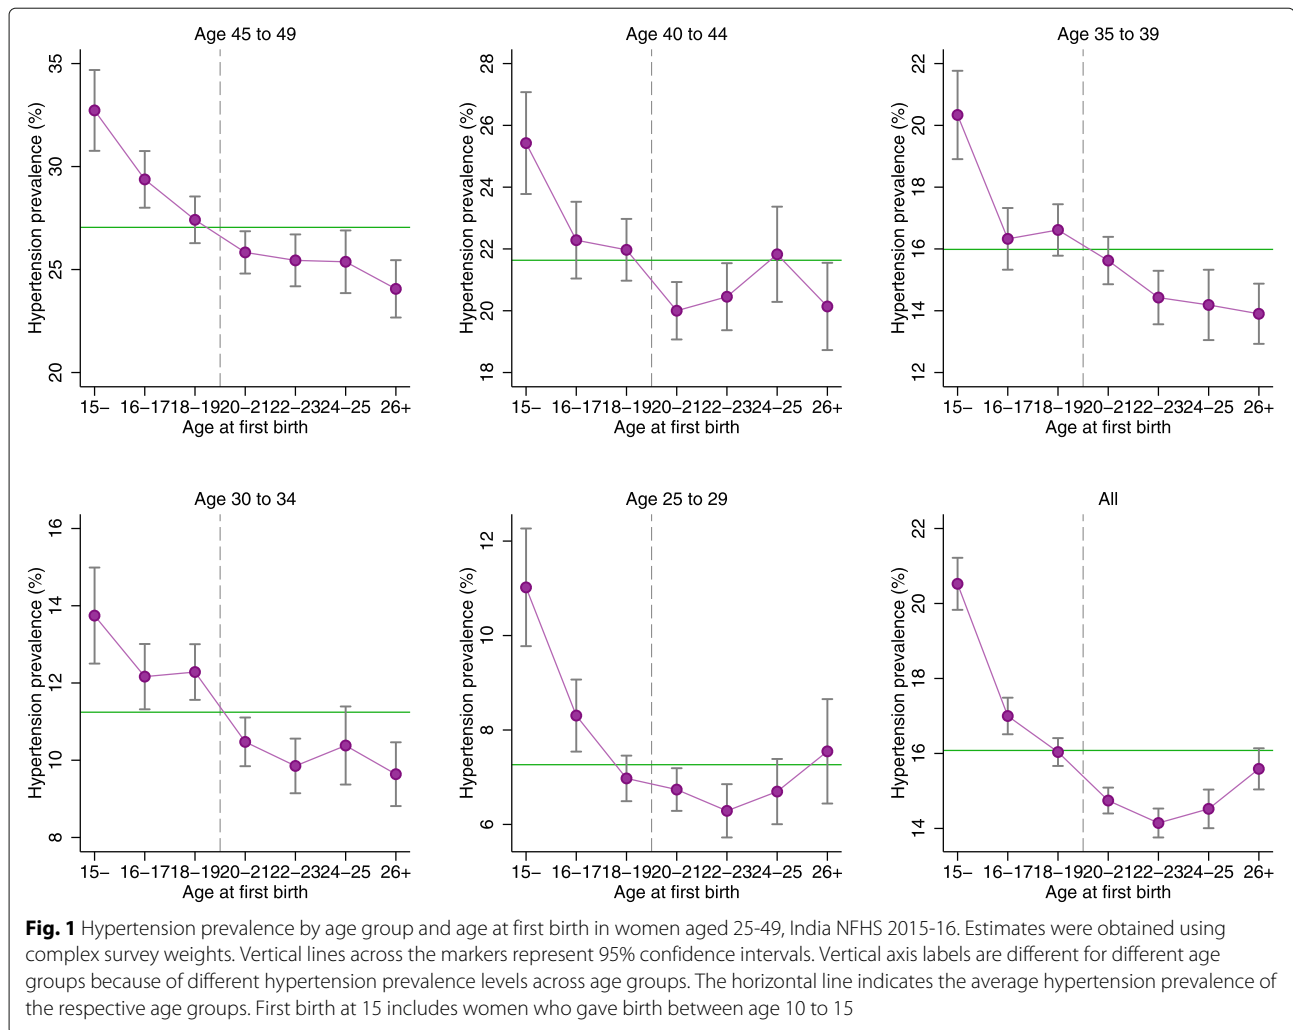 Age 45 to 49
Hypertension prevalence (%)
35
30
25
20
15– 16–17 18–19 20–21 22–23 24–25 26+
Age at first birth
Age 40 to 44
Hypertension prevalence (%)
28
26
24
22
20
18
15– 16–17 18–19 20–21 22–23 24–25 26+
Age at first birth
Age 35 to 39
Hypertension prevalence (%)
22
20
18
16
14
12
15– 16–17 18–19 20–21 22–23 24–25 26+
Age at first birth
Age 30 to 34
Hypertension prevalence (%)
16
14
12
10
8
15– 16–17 18–19 20–21 22–23 24–25 26+
Age at first birth
Age 25 to 29
Hypertension prevalence (%)
12
10
8
6
15– 16–17 18–19 20–21 22–23 24–25 26+
Age at first birth
All
Hypertension prevalence (%)
22
20
18
16
14
15– 16–17 18–19 20–21 22–23 24–25 26+
Age at first birth
Fig. 1 Hypertension prevalence by age group and age at first birth in women aged 25-49, India NFHS 2015-16. Estimates were obtained using
complex survey weights. Vertical lines across the markers represent 95% confidence intervals. Vertical axis labels are different for different age
groups because of different hypertension prevalence levels across age groups. The horizontal line indicates the average hypertension prevalence of
the respective age groups. First birth at 15 includes women who gave birth between age 10 to 15